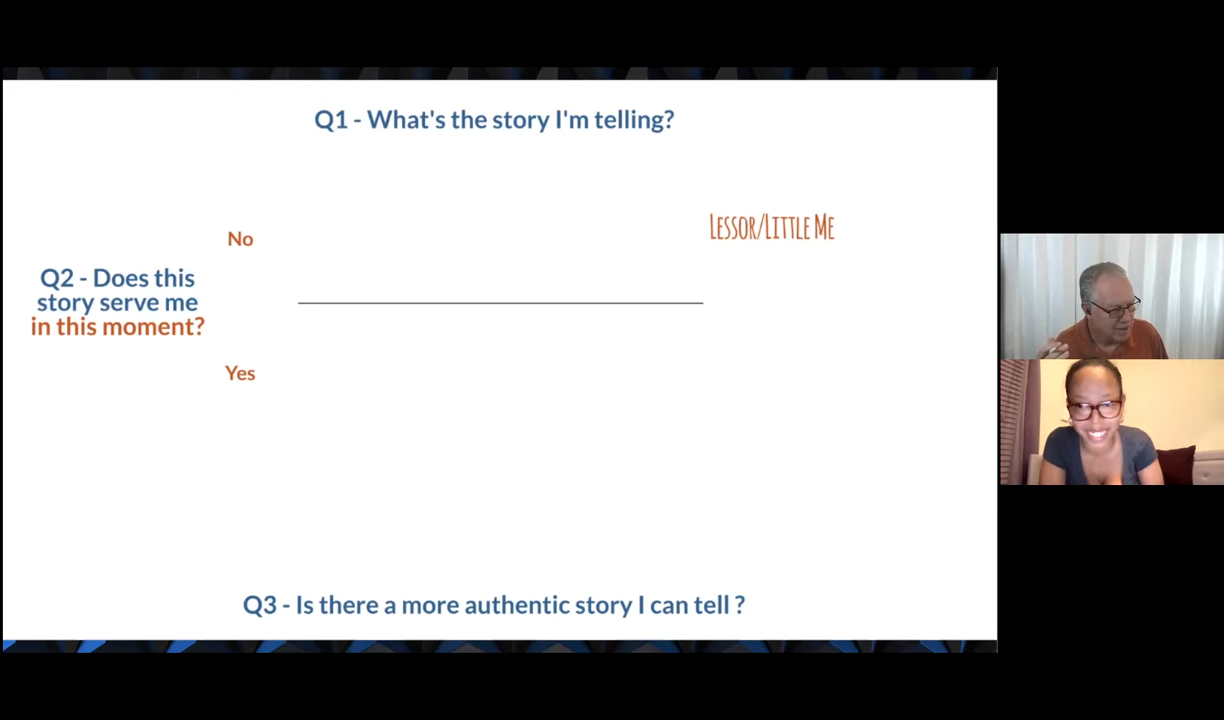 Q1 - What's the story I'm telling?
Lessor/Little Me
No
Q2 - Does this
story serve me
in this moment?
Yes
Q3 - Is there a more authentic story I can tell ?